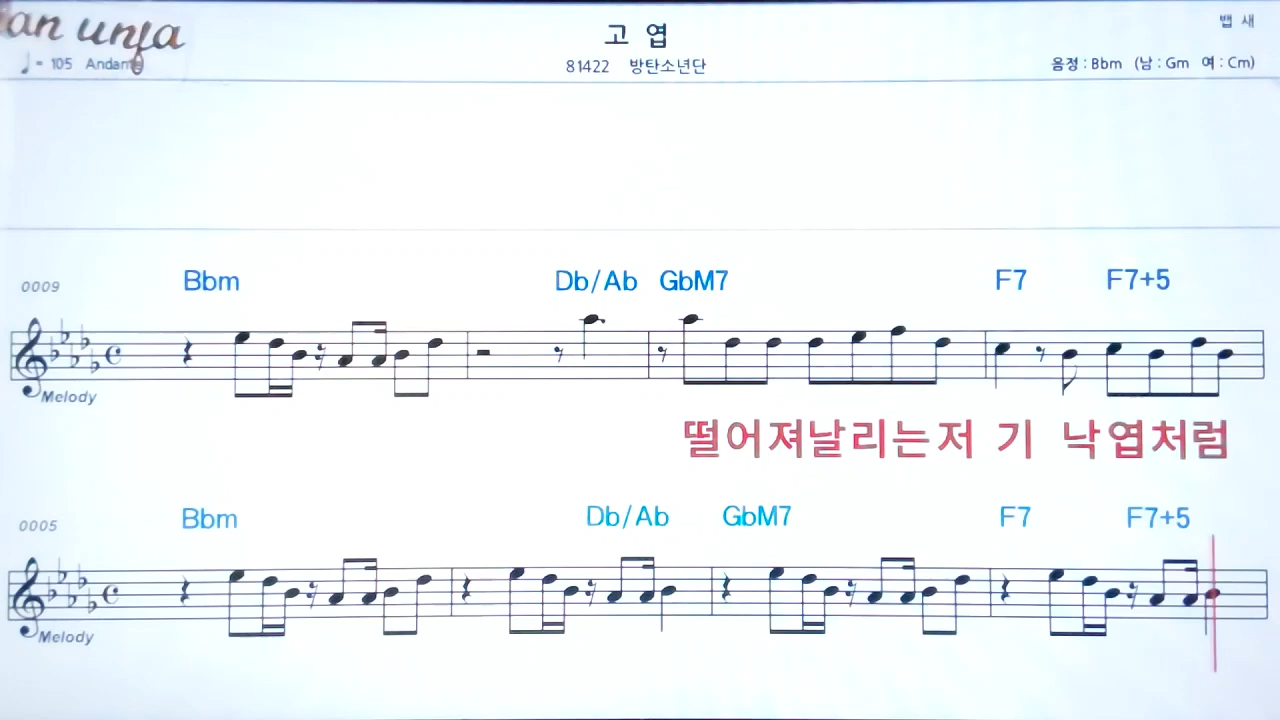 고 엽
뱁 새
♩= 105 Andante
81422 방탄소년단
음정 : Bbm (남 : Gm 여 : Cm)
0009 Bbm Db/Ab GbM7 F7 F7+5
Melody
떨어져날리는저 기 낙엽처럼
0005 Bbm Db/Ab GbM7 F7 F7+5
Melody